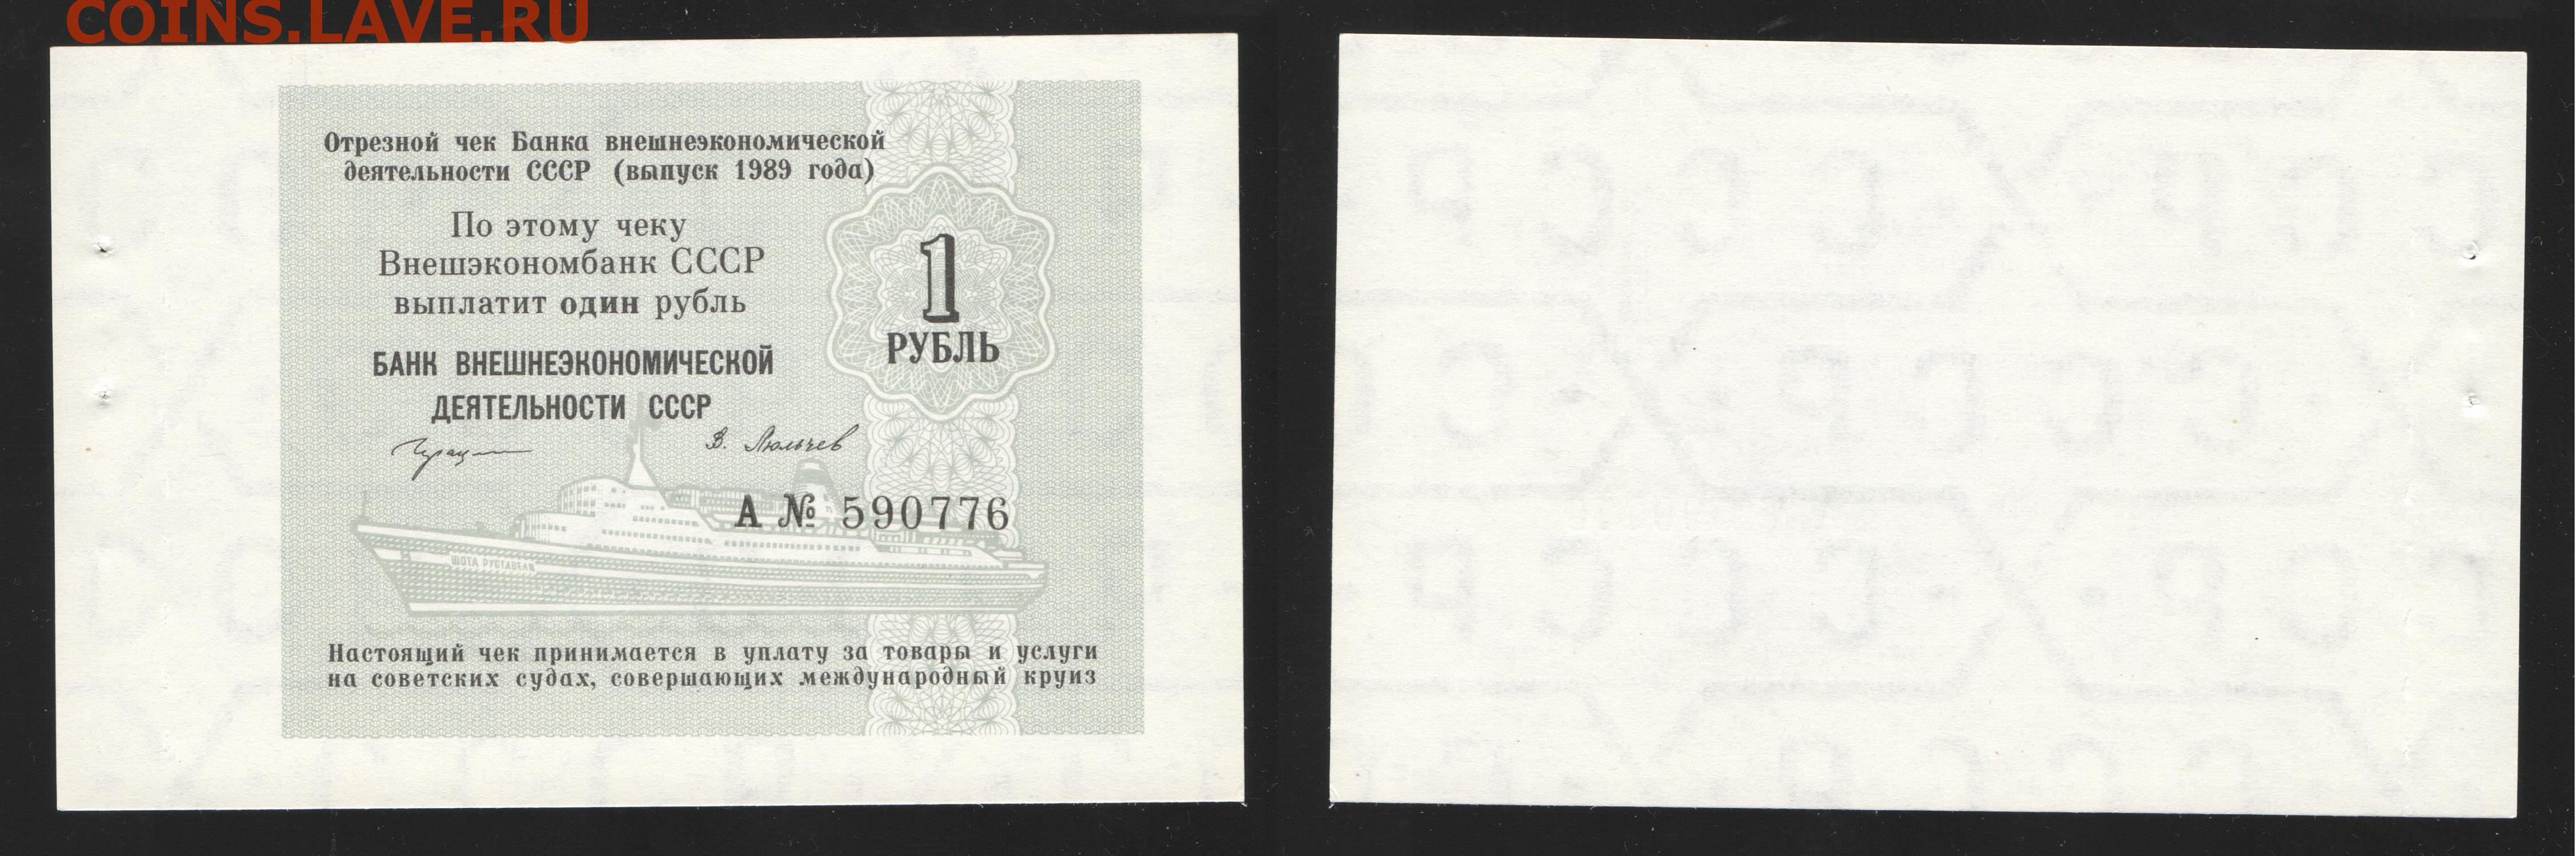 COINS.LAVE.RU
Отрезной чек Банка внешнеэкономической
деятельности СССР (выпуск 1989 года)
По этому чеку
Внешэкономбанк СССР
выплатит один рубль
БАНК ВНЕШНЕЭКОНОМИЧЕСКОЙ
ДЕЯТЕЛЬНОСТИ СССР
1
РУБЛЬ
В. Люльчев
А № 590776
ШОТА РУСТАВЕЛИ
Настоящий чек принимается в уплату за товары и услуги
на советских судах, совершающих международный круиз